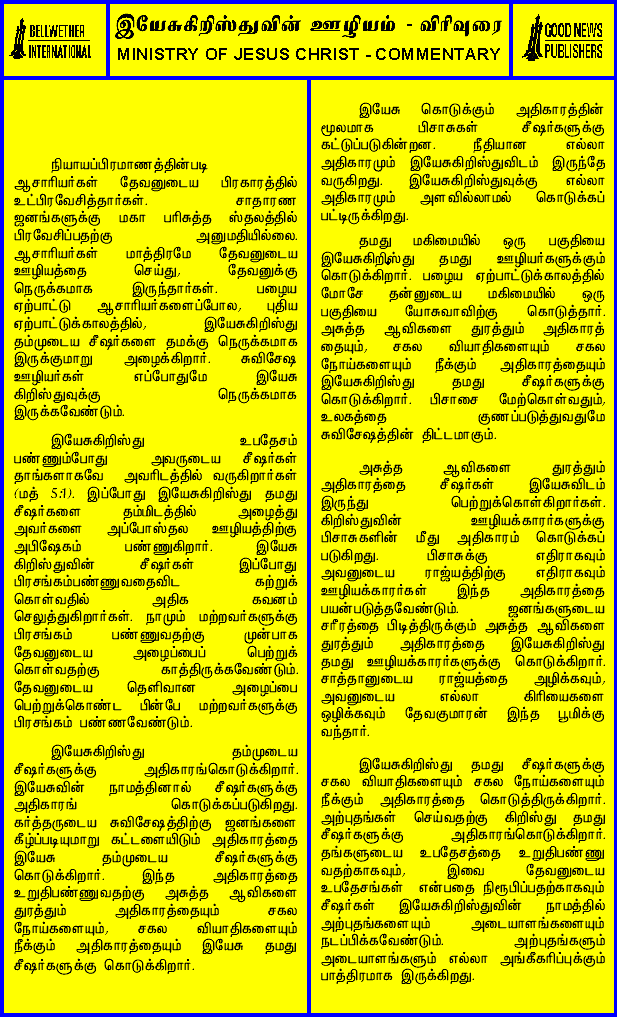 BELLWETHER
INTERNATIONAL
இயேசுகிறிஸ்துவின் ஊழியம் - விரிவுரை
MINISTRY OF JESUS CHRIST - COMMENTARY
GOOD NEWS
PUBLISHERS
நியாயப்பிரமாணத்தின்படி
ஆசாரியர்கள் தேவனுடைய பிரகாரத்தில்
உட்பிரவேசித்தார்கள். சாதாரண
ஜனங்களுக்கு மகா பரிசுத்த ஸ்தலத்தில்
பிரவேசிப்பதற்கு அனுமதியில்லை.
ஆசாரியர்கள் மாத்திரமே தேவனுடைய
ஊழியத்தை செய்து, தேவனுக்கு
நெருக்கமாக இருந்தார்கள். பழைய
ஏற்பாட்டு ஆசாரியர்களைப்போல, புதிய
ஏற்பாட்டுக்காலத்தில், இயேசுகிறிஸ்து
தம்முடைய சீஷர்களை தமக்கு நெருக்கமாக
இருக்குமாறு அழைக்கிறார். சுவிசேஷ
ஊழியர்கள் எப்போதுமே இயேசு
கிறிஸ்துவுக்கு நெருக்கமாக
இருக்கவேண்டும்.
இயேசுகிறிஸ்து உபதேசம்
பண்ணும்போது அவருடைய சீஷர்கள்
தாங்களாகவே அவரிடத்தில் வருகிறார்கள்
(மத் 5:1). இப்போது இயேசுகிறிஸ்து தமது
சீஷர்களை தம்மிடத்தில் அழைத்து
அவர்களை அப்போஸ்தல ஊழியத்திற்கு
அபிஷேகம் பண்ணுகிறார். இயேசு
கிறிஸ்துவின் சீஷர்கள் இப்போது
பிரசங்கம்பண்ணுவதைவிட கற்றுக்
கொள்வதில் அதிக கவனம்
செலுத்துகிறார்கள். நாமும் மற்றவர்களுக்கு
பிரசங்கம் பண்ணுவதற்கு முன்பாக
தேவனுடைய அழைப்பைப் பெற்றுக்
கொள்வதற்கு காத்திருக்கவேண்டும்.
தேவனுடைய தெளிவான அழைப்பை
பெற்றுக்கொண்ட பின்பே மற்றவர்களுக்கு
பிரசங்கம் பண்ணவேண்டும்.
இயேசுகிறிஸ்து தம்முடைய
சீஷர்களுக்கு அதிகாரங்கொடுக்கிறார்.
இயேசுவின் நாமத்தினால் சீஷர்களுக்கு
அதிகாரங் கொடுக்கப்படுகிறது.
கர்த்தருடைய சுவிசேஷத்திற்கு ஜனங்களை
கீழ்ப்படியுமாறு கட்டளையிடும் அதிகாரத்தை
இயேசு தம்முடைய சீஷர்களுக்கு
கொடுக்கிறார். இந்த அதிகாரத்தை
உறுதிபண்ணுவதற்கு அசுத்த ஆவிகளை
துரத்தும் அதிகாரத்தையும் சகல
நோய்களையும், சகல வியாதிகளையும்
நீக்கும் அதிகாரத்தையும் இயேசு தமது
சீஷர்களுக்கு கொடுக்கிறார்.
இயேசு கொடுக்கும் அதிகாரத்தின்
மூலமாக பிசாசுகள் சீஷர்களுக்கு
கட்டுப்படுகின்றன. நீதியான எல்லா
அதிகாரமும் இயேசுகிறிஸ்துவிடம் இருந்தே
வருகிறது. இயேசுகிறிஸ்துவுக்கு எல்லா
அதிகாரமும் அளவில்லாமல் கொடுக்கப்
பட்டிருக்கிறது.
தமது மகிமையில் ஒரு பகுதியை
இயேசுகிறிஸ்து தமது ஊழியர்களுக்கும்
கொடுக்கிறார். பழைய ஏற்பாட்டுக்காலத்தில்
மோசே தன்னுடைய மகிமையில் ஒரு
பகுதியை யோசுவாவிற்கு கொடுத்தார்.
அசுத்த ஆவிகளை துரத்தும் அதிகாரத்
தையும், சகல வியாதிகளையும் சகல
நோய்களையும் நீக்கும் அதிகாரத்தையும்
இயேசுகிறிஸ்து தமது சீஷர்களுக்கு
கொடுக்கிறார். பிசாசை மேற்கொள்வதும்,
உலகத்தை குணப்படுத்துவதுமே
சுவிசேஷத்தின் திட்டமாகும்.
அசுத்த ஆவிகளை துரத்தும்
அதிகாரத்தை சீஷர்கள் இயேசுவிடம்
இருந்து பெற்றுக்கொள்கிறார்கள்.
கிறிஸ்துவின் ஊழியக்காரர்களுக்கு
பிசாசுகளின் மீது அதிகாரம் கொடுக்கப்
படுகிறது. பிசாசுக்கு எதிராகவும்
அவனுடைய ராஜ்யத்திற்கு எதிராகவும்
ஊழியக்காரர்கள் இந்த அதிகாரத்தை
பயன்படுத்தவேண்டும். ஜனங்களுடைய
சரீரத்தை பிடித்திருக்கும் அசுத்த ஆவிகளை
துரத்தும் அதிகாரத்தை இயேசுகிறிஸ்து
தமது ஊழியக்காரர்களுக்கு கொடுக்கிறார்.
சாத்தானுடைய ராஜ்யத்தை அழிக்கவும்,
அவனுடைய எல்லா கிரியைகளை
ஒழிக்கவும் தேவகுமாரன் இந்த பூமிக்கு
வந்தார்.
இயேசுகிறிஸ்து தமது சீஷர்களுக்கு
சகல வியாதிகளையும் சகல நோய்களையும்
நீக்கும் அதிகாரத்தை கொடுத்திருக்கிறார்.
அற்புதங்கள் செய்வதற்கு கிறிஸ்து தமது
சீஷர்களுக்கு அதிகாரங்கொடுக்கிறார்.
தங்களுடைய உபதேசத்தை உறுதிபண்ணு
வதற்காகவும், இவை தேவனுடைய
உபதேசங்கள் என்பதை நிரூபிப்பதற்காகவும்
சீஷர்கள் இயேசுகிறிஸ்துவின் நாமத்தில்
அற்புதங்களையும் அடையாளங்களையும்
நடப்பிக்கவேண்டும். அற்புதங்களும்
அடையாளங்களும் எல்லா அங்கீகரிப்புக்கும்
பாத்திரமாக இருக்கிறது.